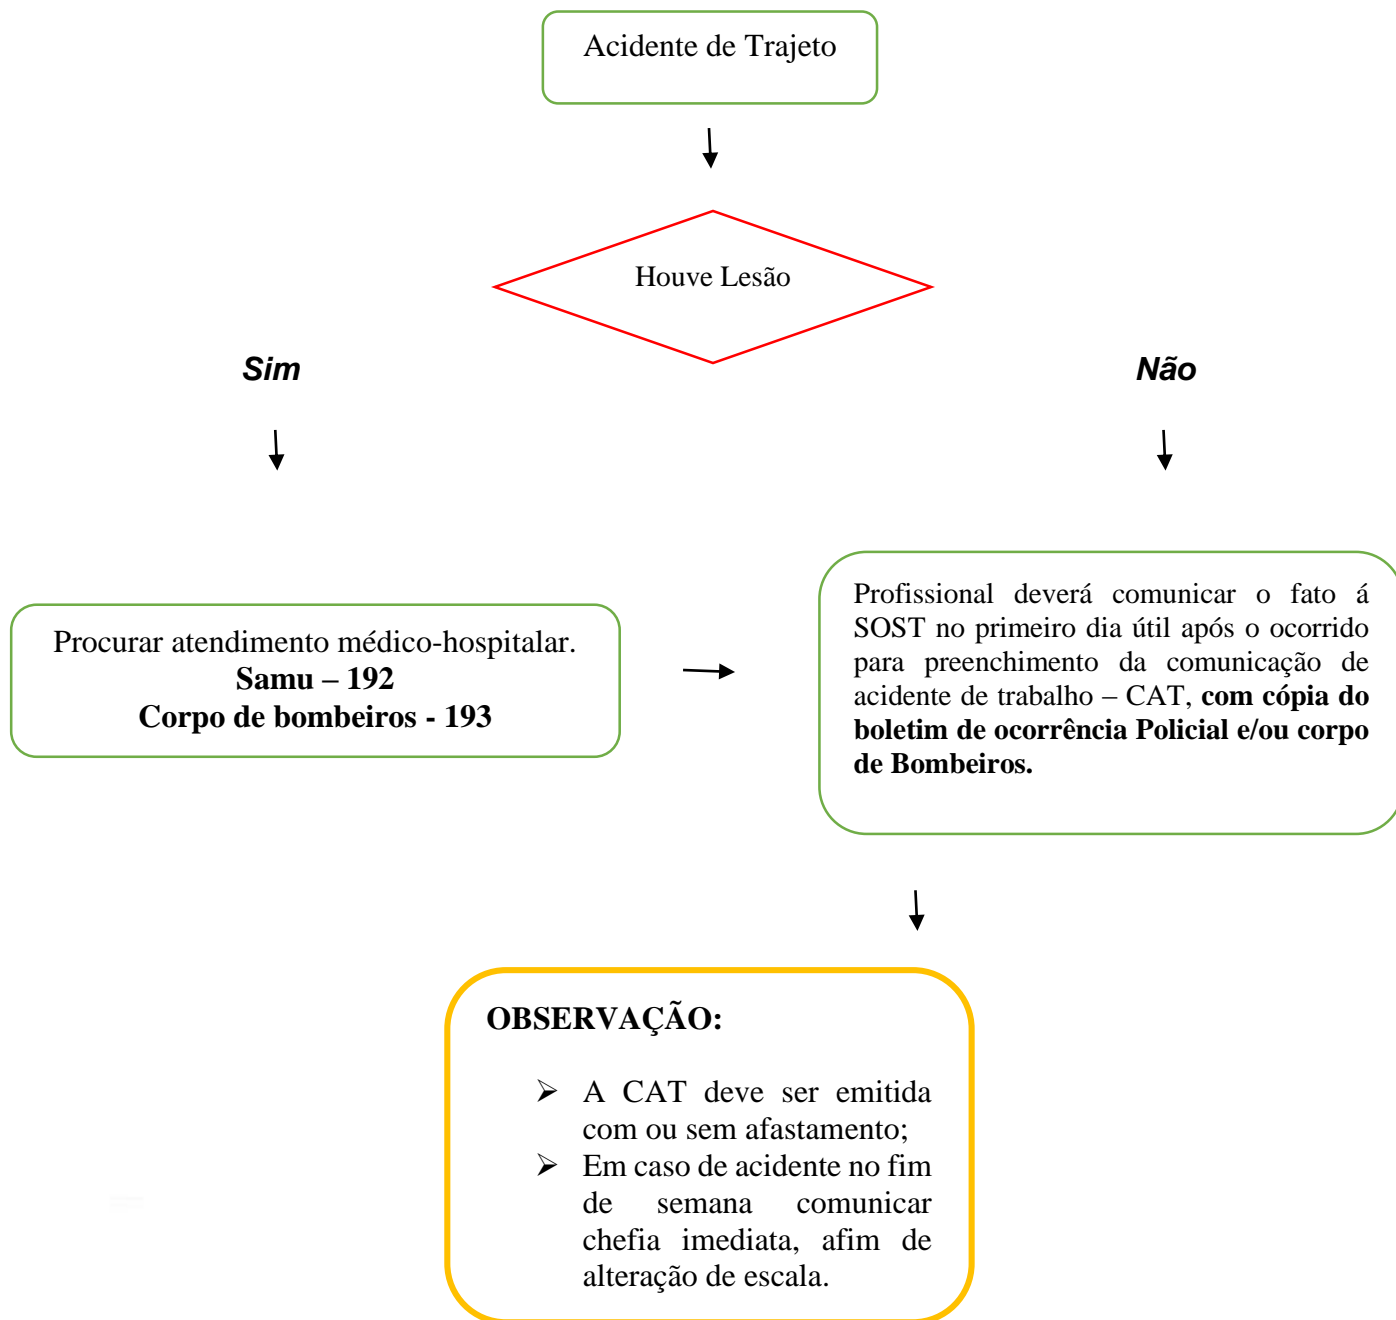 Acidente de Trajeto
Houve Lesão
Sim
Não
Procurar atendimento médico-hospitalar.
Samu – 192
Corpo de bombeiros - 193
Profissional deverá comunicar o fato á
SOST no primeiro dia útil após o ocorrido
para preenchimento da comunicação de
acidente de trabalho – CAT, com cópia do
boletim de ocorrência Policial e/ou corpo
de Bombeiros.
OBSERVAÇÃO:
➢ A CAT deve ser emitida
com ou sem afastamento;
➢ Em caso de acidente no fim
de semana comunicar
chefia imediata, afim de
alteração de escala.